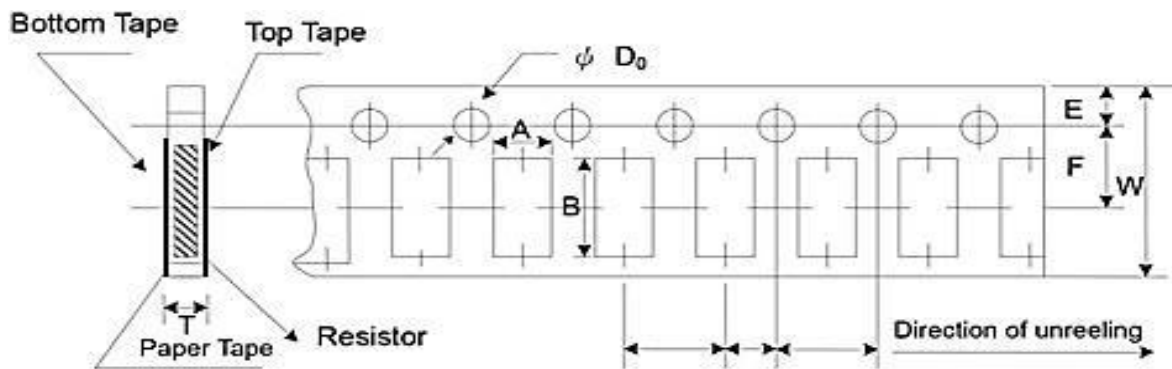 Bottom Tape
Top Tape
ϕ D₀
A
E
F
W
B
T
Paper Tape
Resistor
Direction of unreeling